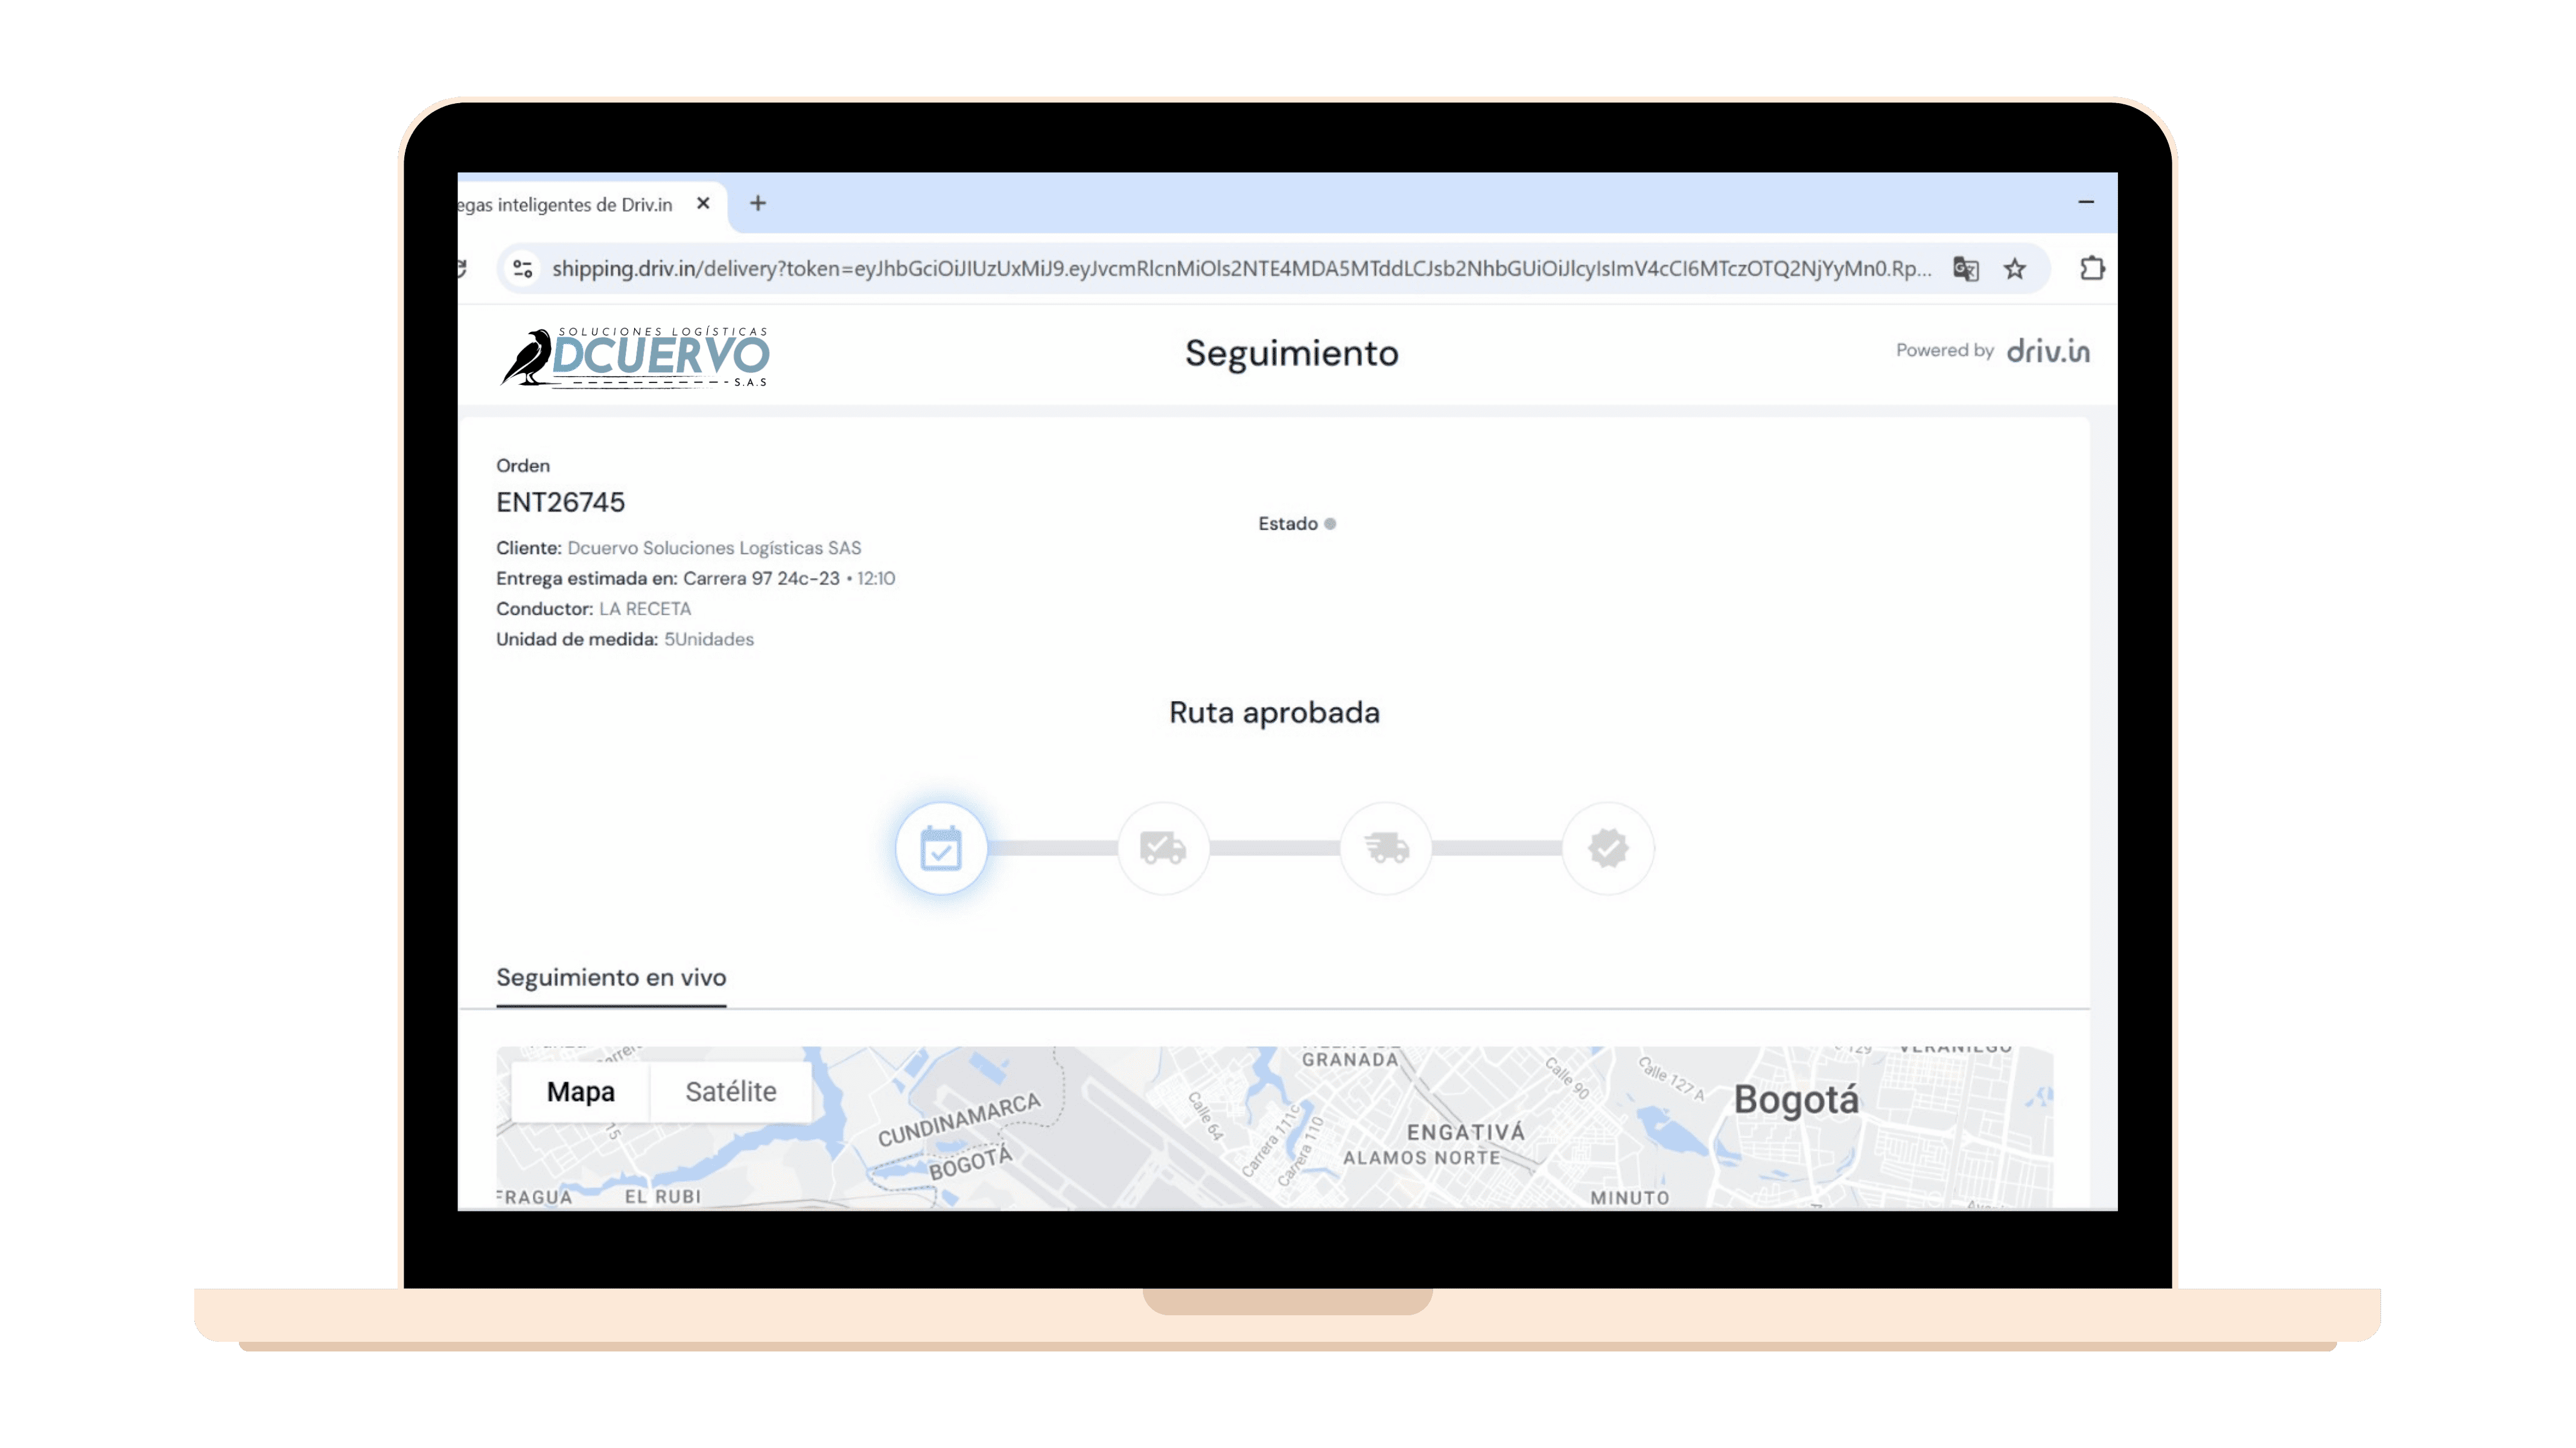 egas inteligentes de Driv.in
shipping.driv.in/delivery?token=eyJhbGciOiJIUzUxMiJ9.eyJvcmRlcnMiOls2NTE4MDA5MTddLCJsb2NhbGUiOiJlcyIsImV4cCI6MTczOTQ2NjYyMn0.Rp...
SOLUCIONES LOGÍSTICAS
DCUERVO
S.A.S
Seguimiento
Powered by driv.in
Orden
ENT26745
Estado
Cliente: Dcuervo Soluciones Logísticas SAS
Entrega estimada en: Carrera 97 24c-23 • 12:10
Conductor: LA RECETA
Unidad de medida: 5Unidades
Ruta aprobada
Seguimiento en vivo
Mapa
Satélite
GRANADA
Calle 90
Calle 127 A
129
Bogotá
CUNDINAMARCA
BOGOTÁ
15
Calle 64
Carrera 111c
Carrera 110
ENGATIVÁ
ALAMOS NORTE
FRAGUA
EL RUBI
MINUTO